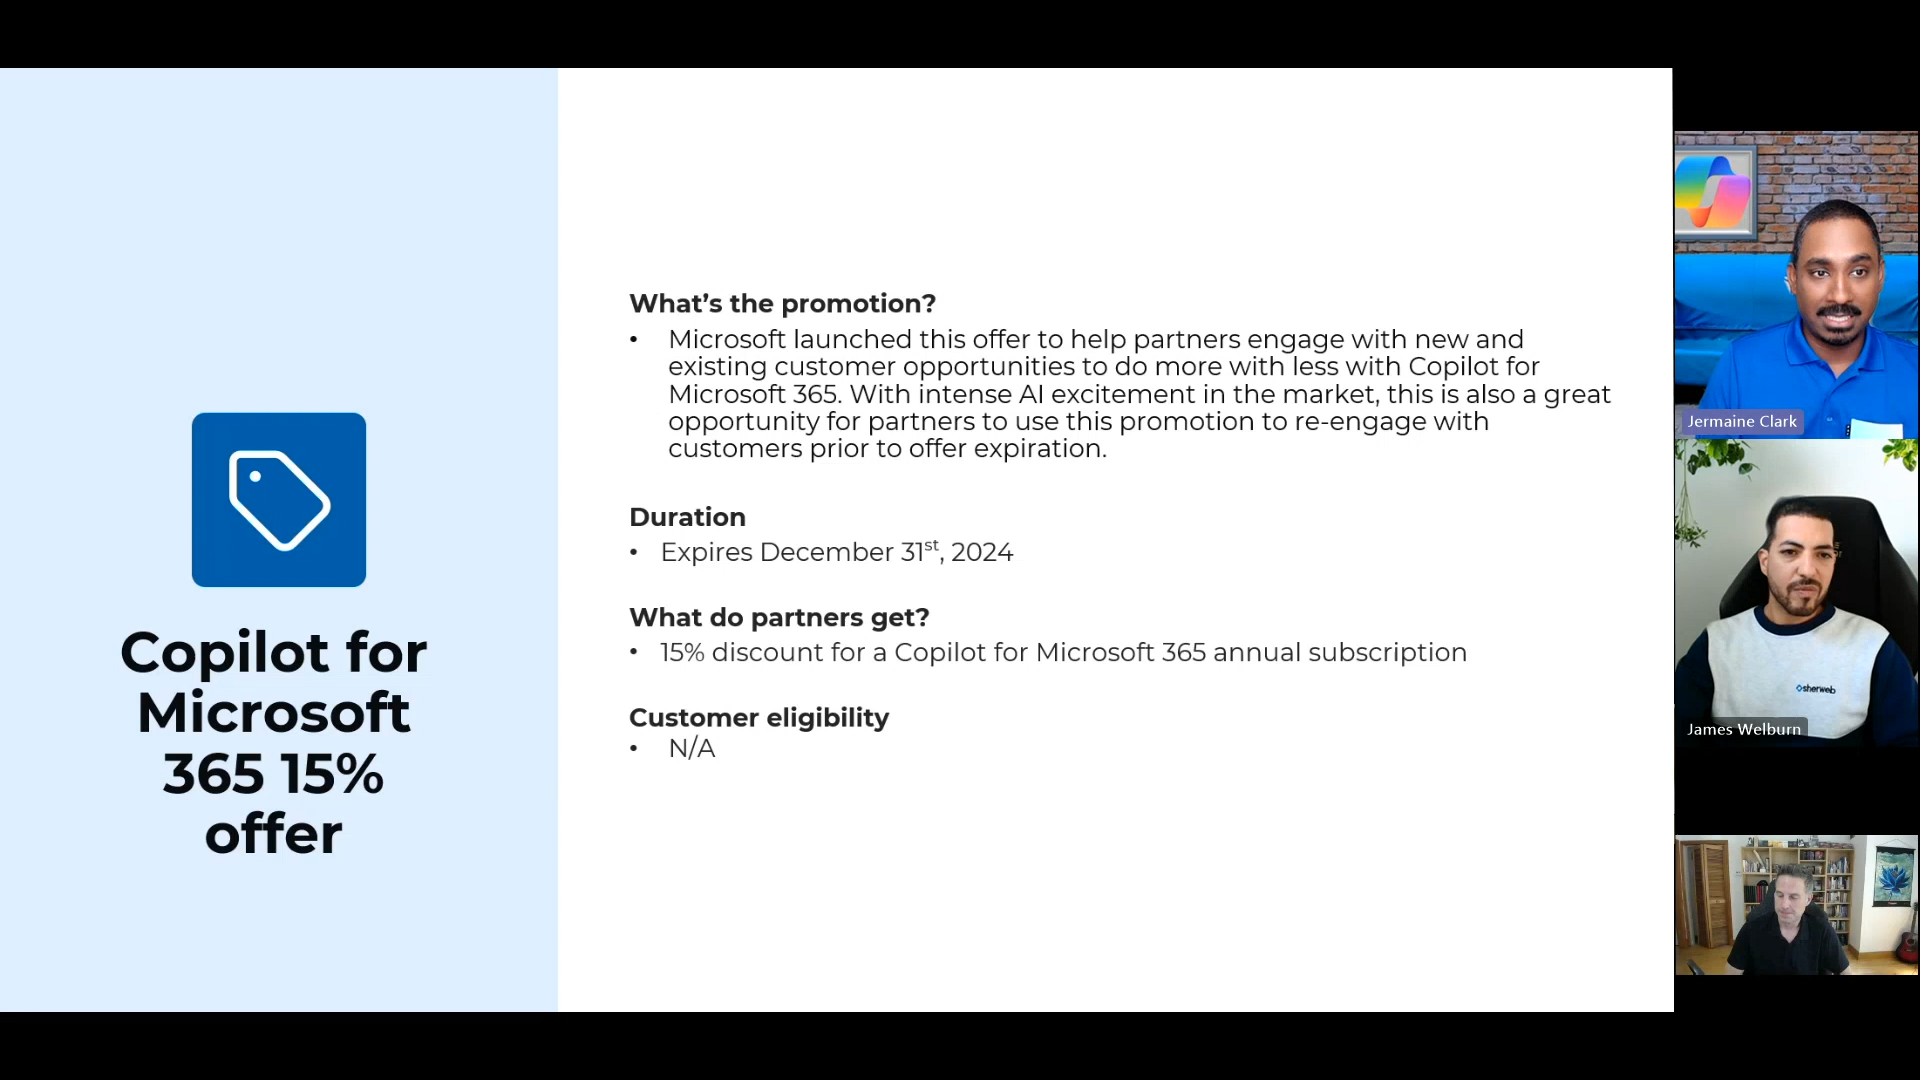 Copilot for
Microsoft
365 15%
offer
What's the promotion?
• Microsoft launched this offer to help partners engage with new and
existing customer opportunities to do more with less with Copilot for
Microsoft 365. With intense AI excitement in the market, this is also a great
opportunity for partners to use this promotion to re-engage with
customers prior to offer expiration.
Duration
• Expires December 31st, 2024
What do partners get?
• 15% discount for a Copilot for Microsoft 365 annual subscription
Customer eligibility
• N/A
Jermaine Clark
sherweb
James Welburn